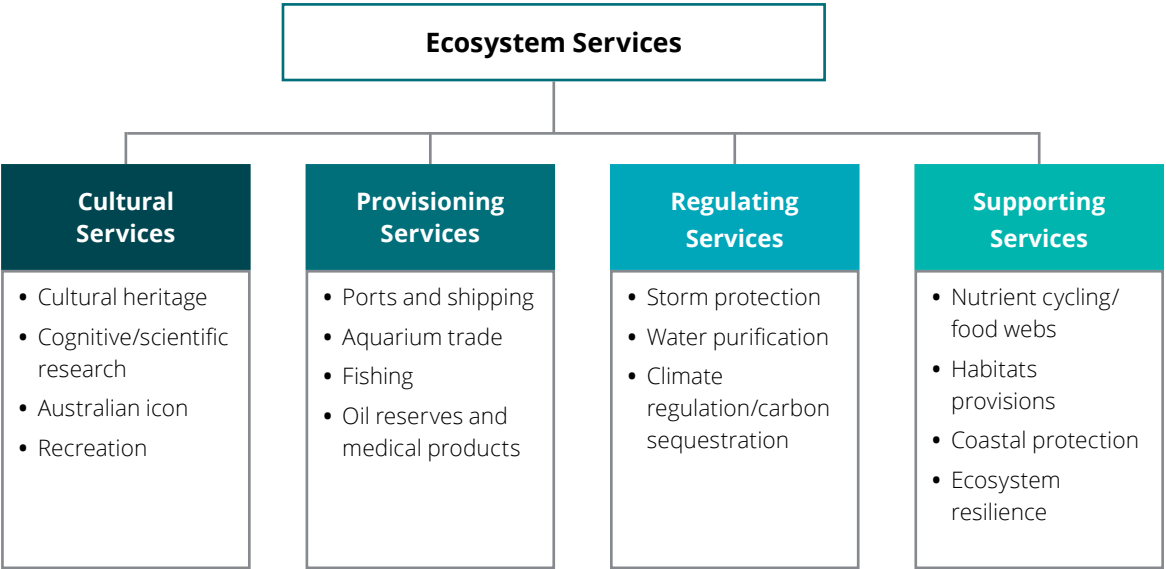 Ecosystem Services
Cultural
Services
• Cultural heritage
• Cognitive/scientific
research
• Australian icon
• Recreation
Provisioning
Services
• Ports and shipping
• Aquarium trade
• Fishing
• Oil reserves and
medical products
Regulating
Services
• Storm protection
• Water purification
• Climate
regulation/carbon
sequestration
Supporting
Services
• Nutrient cycling/
food webs
• Habitats
provisions
• Coastal protection
• Ecosystem
resilience